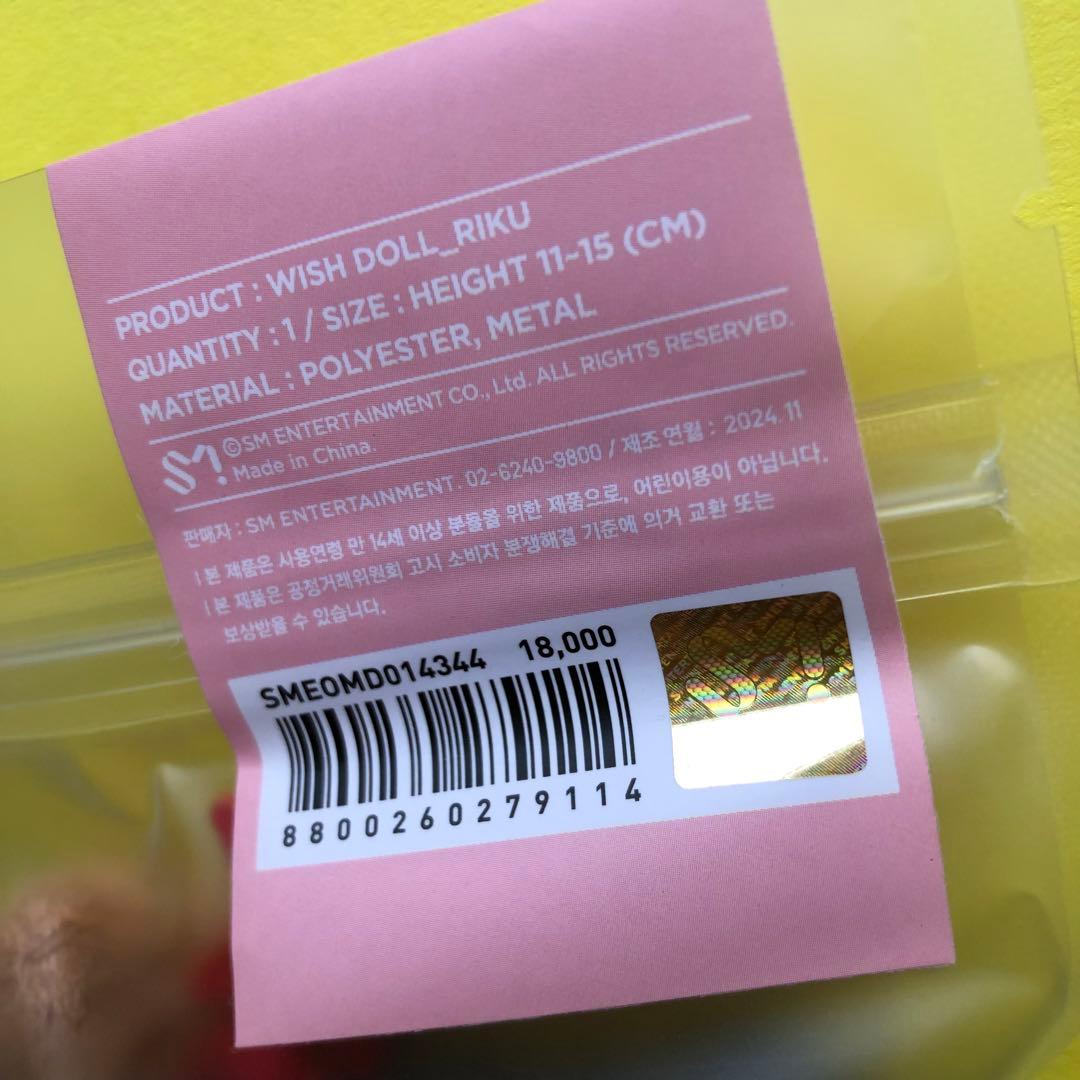 PRODUCT : WISH DOLL_RIKU
QUANTITY : 1 / SIZE : HEIGHT 11~15 (CM)
MATERIAL : POLYESTER, METAL
SM! ©SM ENTERTAINMENT CO., Ltd. ALL RIGHTS RESERVED.
Made in China.
판매자 : SM ENTERTAINMENT. 02-6240-9800 / 제조 연월 : 2024.11
| 본 제품은 사용연령 만 14세 이상 분들을 위한 제품으로, 어린이용이 아닙니다.
| 본 제품은 공정거래위원회 고시 소비자 분쟁해결 기준에 의거 교환 또는
보상받을 수 있습니다.
SMEOMD014344 18,000
8800260279114